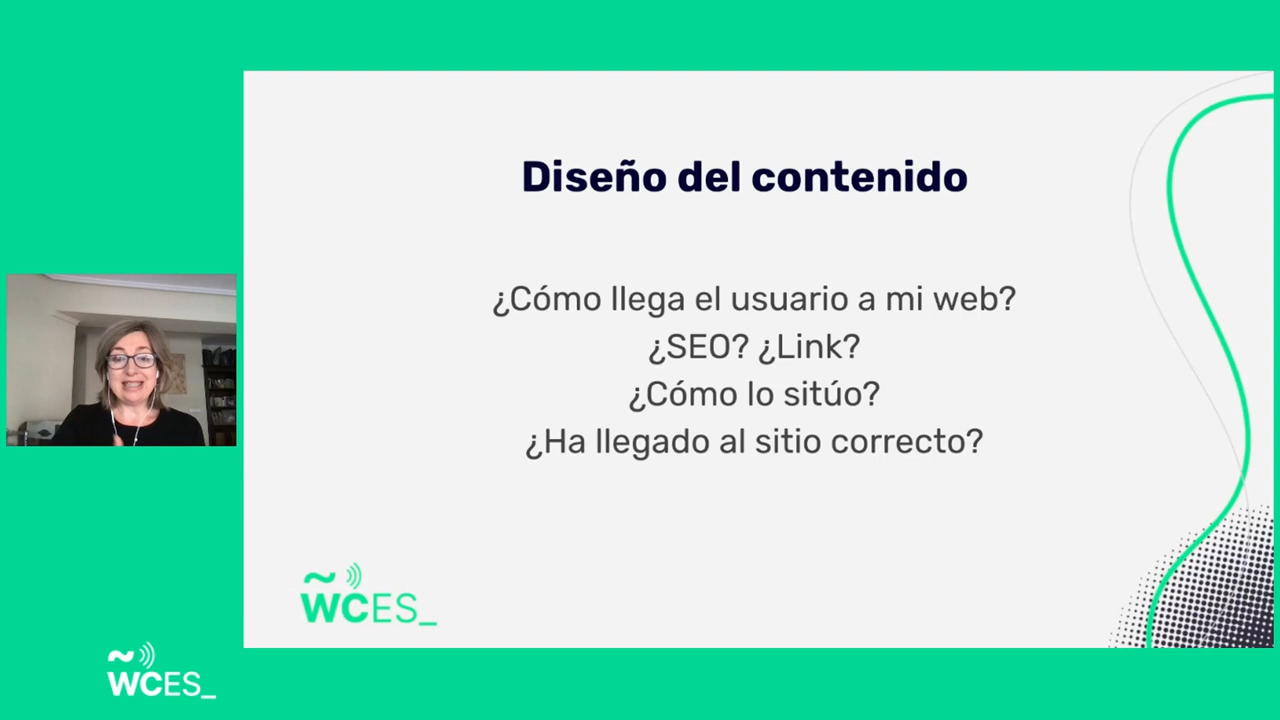 Diseño del contenido
¿Cómo llega el usuario a mi web?
¿SEO? ¿Link?
¿Cómo lo sitúo?
¿Ha llegado al sitio correcto?
WCES_
WCES_